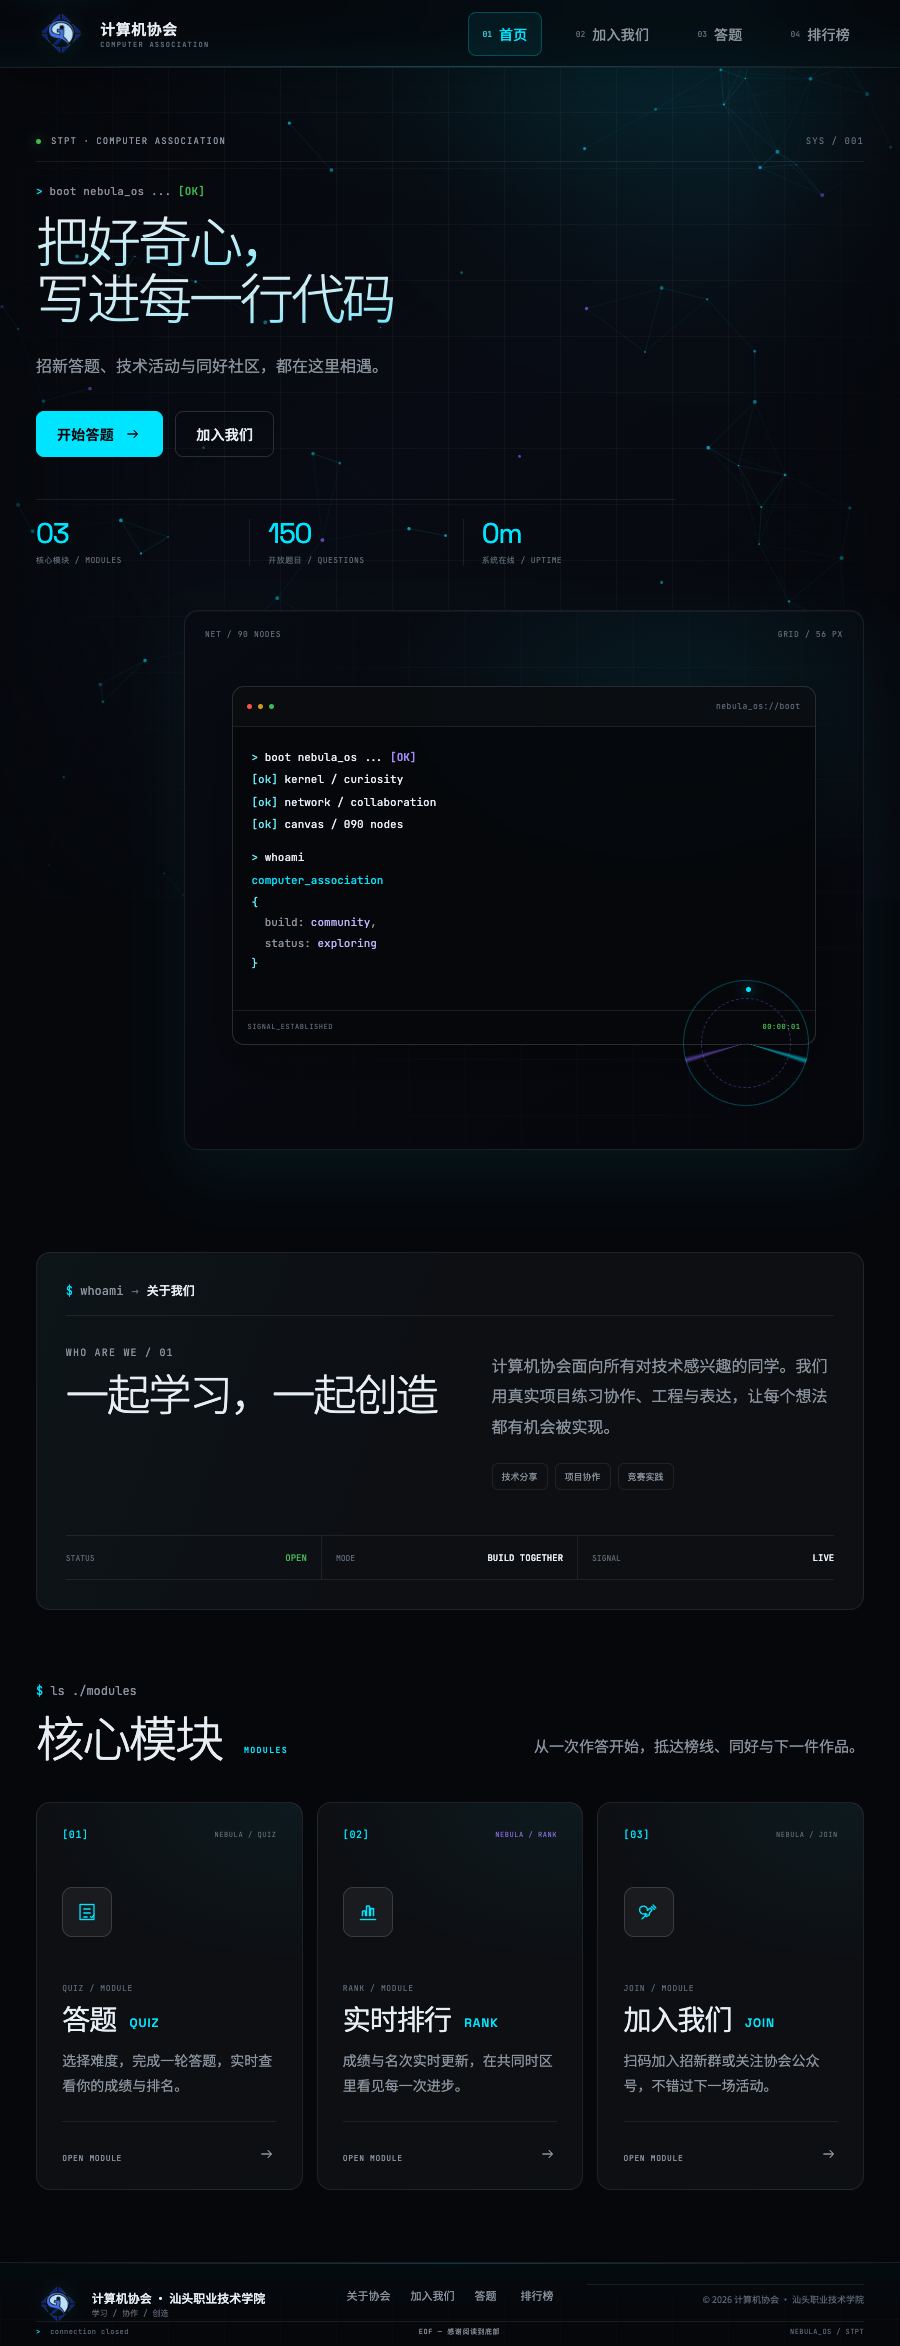 计算机协会
COMPUTER ASSOCIATION
01 首页
02 加入我们
03 答题
04 排行榜
STPT · COMPUTER ASSOCIATION
SYS / 001
> boot nebula_os ... [OK]
把好奇心，
写进每一行代码
招新答题、技术活动与同好社区，都在这里相遇。
开始答题 →
加入我们
03
核心模块 / MODULES
150
开放题目 / QUESTIONS
0m
系统在线 / UPTIME
NET / 90 NODES
GRID / 56 PX
nebula_os://boot
> boot nebula_os ... [OK]
[ok] kernel / curiosity
[ok] network / collaboration
[ok] canvas / 090 nodes
> whoami
computer_association
{
build: community,
status: exploring
}
SIGNAL_ESTABLISHED
00:00:01
$ whoami → 关于我们
WHO ARE WE / 01
一起学习，一起创造
计算机协会面向所有对技术感兴趣的同学。我们
用真实项目练习协作、工程与表达，让每个想法
都有机会被实现。
技术分享
项目协作
竞赛实践
STATUS
OPEN
MODE
BUILD TOGETHER
SIGNAL
LIVE
$ ls ./modules
核心模块 MODULES
从一次作答开始，抵达榜线、同好与下一件作品。
[01]
NEBULA / QUIZ
QUIZ / MODULE
答题 QUIZ
选择难度，完成一轮答题，实时查
看你的成绩与排名。
OPEN MODULE →
[02]
NEBULA / RANK
RANK / MODULE
实时排行 RANK
成绩与名次实时更新，在共同时区
里看见每一次进步。
OPEN MODULE →
[03]
NEBULA / JOIN
JOIN / MODULE
加入我们 JOIN
扫码加入招新群或关注协会公众
号，不错过下一场活动。
OPEN MODULE →
计算机协会 · 汕头职业技术学院
学习 / 协作 / 创造
关于协会
加入我们
答题
排行榜
© 2026 计算机协会 · 汕头职业技术学院
> connection closed
EOF — 感谢阅读到底部
NEBULA_OS / STPT